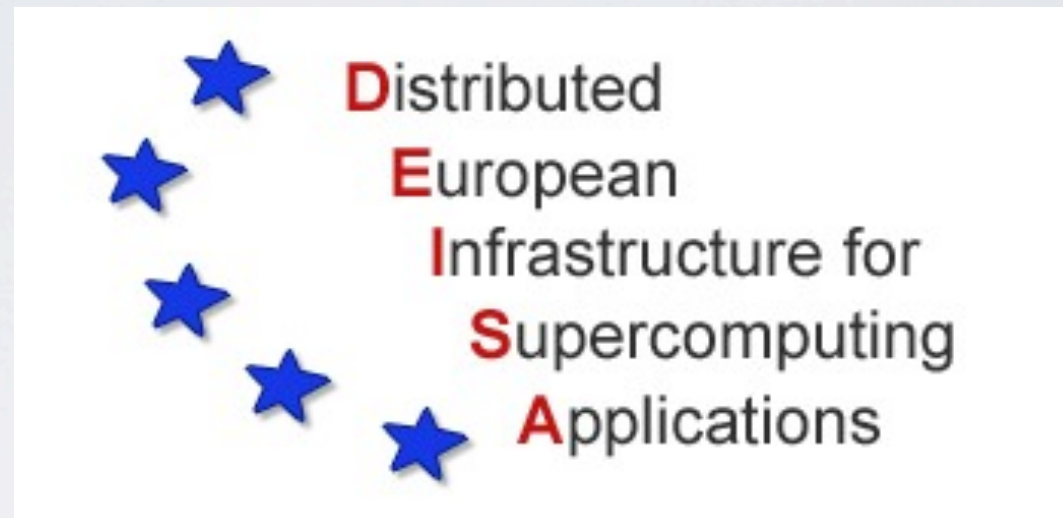 Distributed
European
Infrastructure for
Supercomputing
Applications